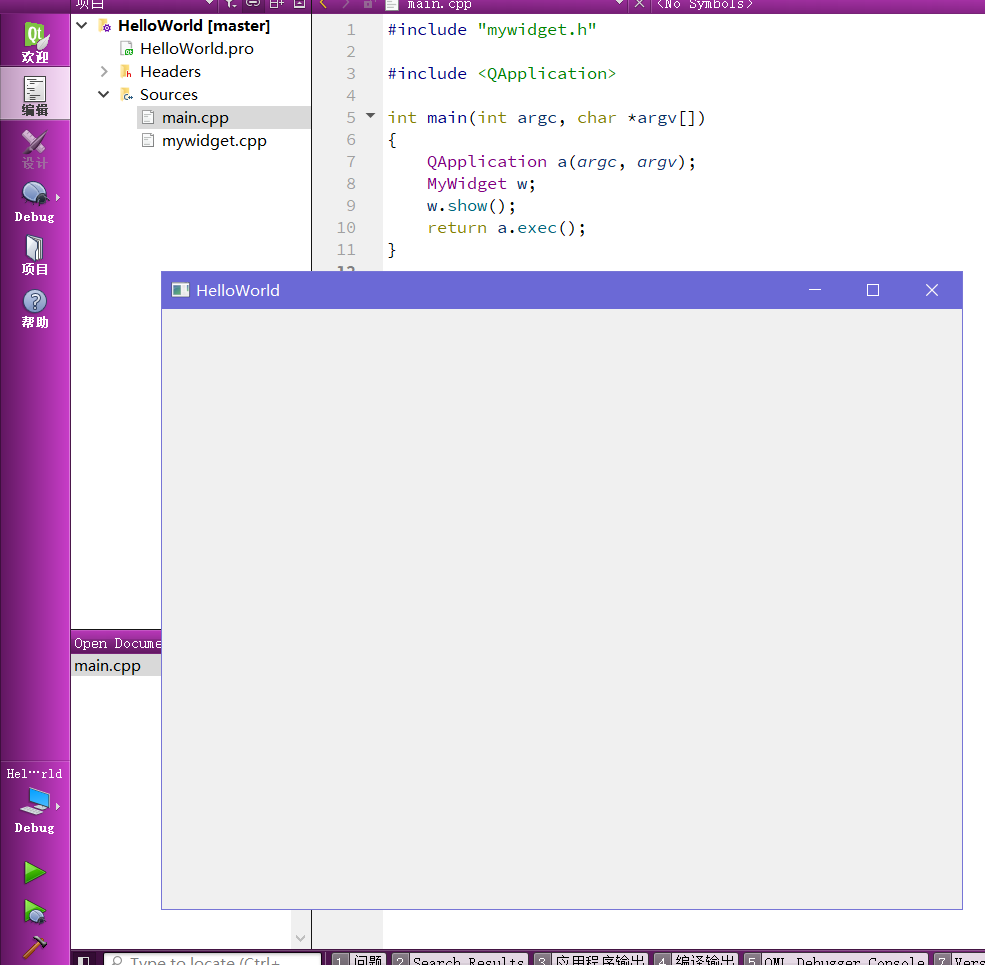 项目
main.cpp
<No Symbols>
欢迎
编辑
设计
Debug
项目
帮助
HelloWorld [master]
HelloWorld.pro
Headers
Sources
main.cpp
mywidget.cpp
1 #include "mywidget.h"
2
3 #include <QApplication>
4
5 int main(int argc, char *argv[])
6 {
7 QApplication a(argc, argv);
8 MyWidget w;
9 w.show();
10 return a.exec();
11 }
12
HelloWorld
Open Docume
main.cpp
Hel…rld
Debug
Type to locate (Ctrl+
1 问题 2 Search Results 3 应用程序输出 4 编译输出 5 QML Debugger Console 7 Vers